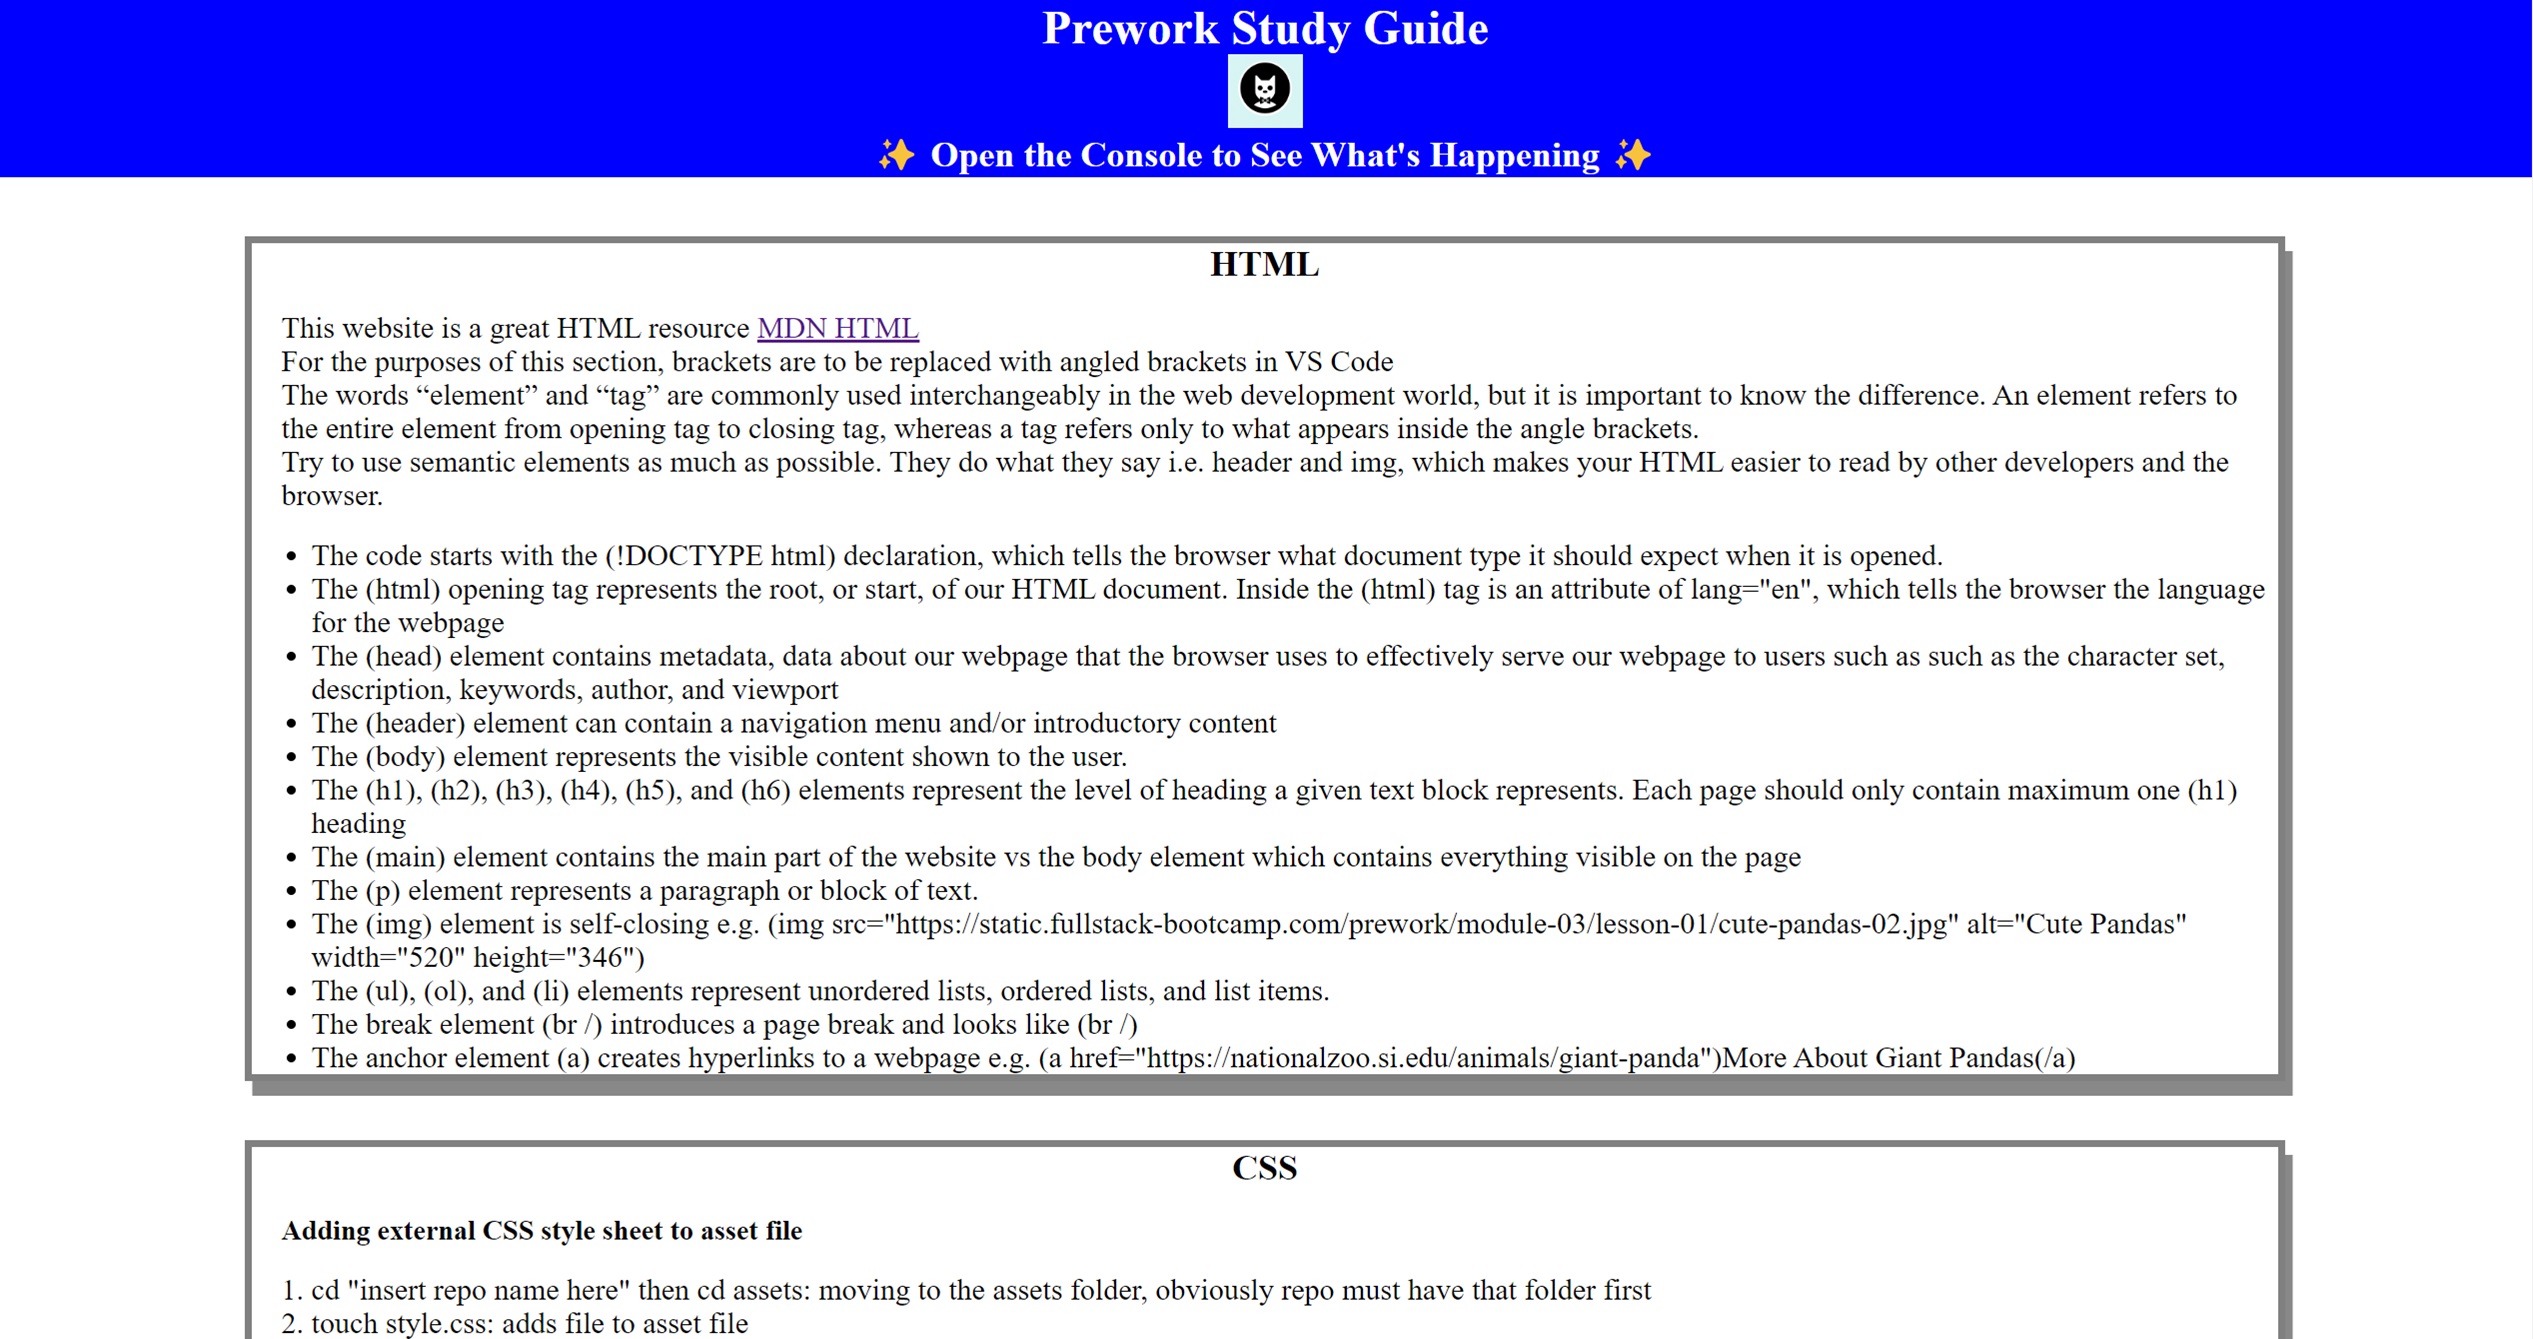 Prework Study Guide
✨ Open the Console to See What's Happening ✨
HTML
This website is a great HTML resource MDN HTML
For the purposes of this section, brackets are to be replaced with angled brackets in VS Code
The words “element” and “tag” are commonly used interchangeably in the web development world, but it is important to know the difference. An element refers to
the entire element from opening tag to closing tag, whereas a tag refers only to what appears inside the angle brackets.
Try to use semantic elements as much as possible. They do what they say i.e. header and img, which makes your HTML easier to read by other developers and the
browser.
• The code starts with the (!DOCTYPE html) declaration, which tells the browser what document type it should expect when it is opened.
• The (html) opening tag represents the root, or start, of our HTML document. Inside the (html) tag is an attribute of lang="en", which tells the browser the language
for the webpage
• The (head) element contains metadata, data about our webpage that the browser uses to effectively serve our webpage to users such as such as the character set,
description, keywords, author, and viewport
• The (header) element can contain a navigation menu and/or introductory content
• The (body) element represents the visible content shown to the user.
• The (h1), (h2), (h3), (h4), (h5), and (h6) elements represent the level of heading a given text block represents. Each page should only contain maximum one (h1)
heading
• The (main) element contains the main part of the website vs the body element which contains everything visible on the page
• The (p) element represents a paragraph or block of text.
• The (img) element is self-closing e.g. (img src="https://static.fullstack-bootcamp.com/prework/module-03/lesson-01/cute-pandas-02.jpg" alt="Cute Pandas"
width="520" height="346")
• The (ul), (ol), and (li) elements represent unordered lists, ordered lists, and list items.
• The break element (br /) introduces a page break and looks like (br /)
• The anchor element (a) creates hyperlinks to a webpage e.g. (a href="https://nationalzoo.si.edu/animals/giant-panda")More About Giant Pandas(/a)
CSS
Adding external CSS style sheet to asset file
1. cd "insert repo name here" then cd assets: moving to the assets folder, obviously repo must have that folder first
2. touch style.css: adds file to asset file